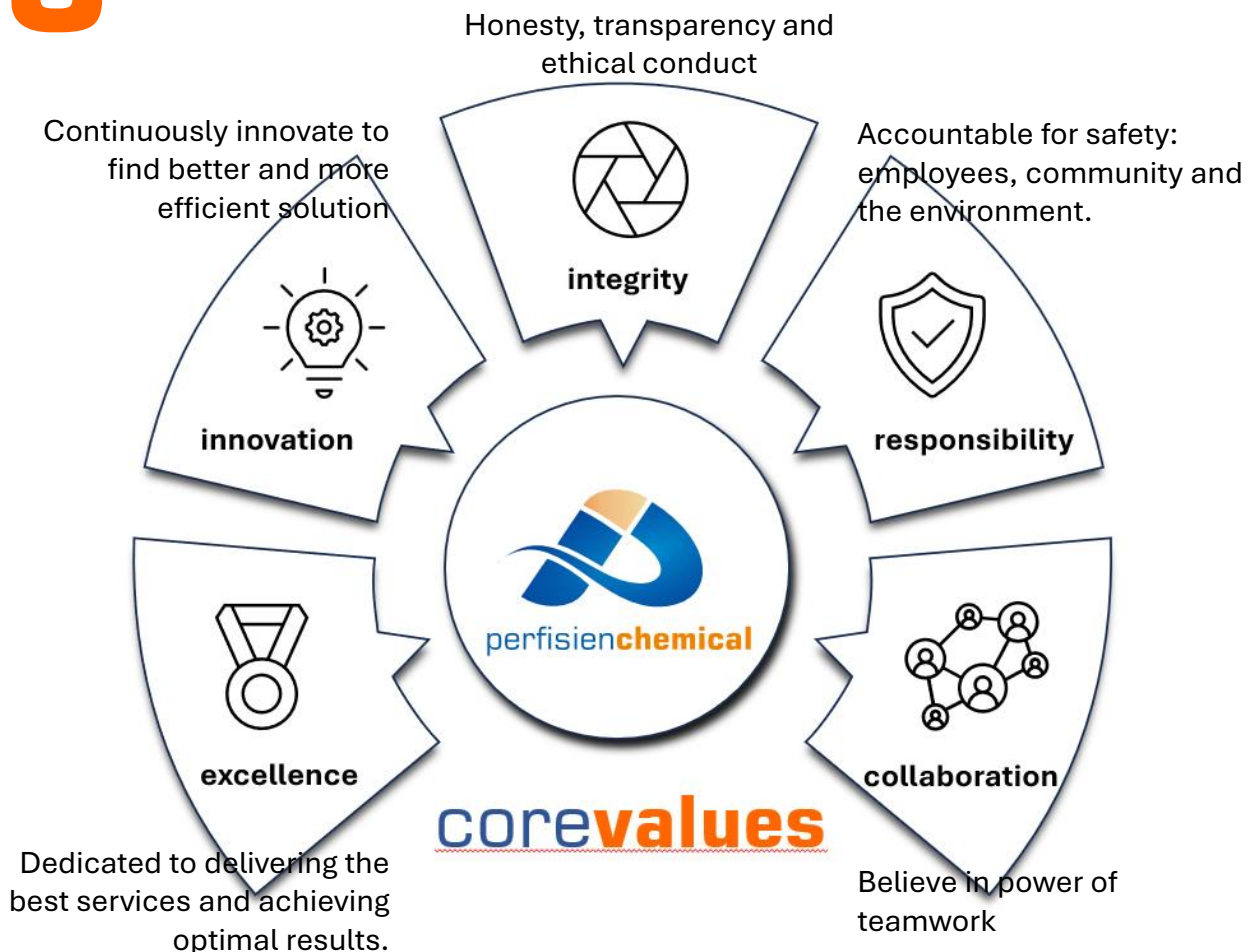 Honesty, transparency and
ethical conduct
Continuously innovate to
find better and more
efficient solution
Accountable for safety:
employees, community and
the environment.
integrity
innovation
responsibility
perfisienchemical
excellence
collaboration
corevalues
Dedicated to delivering the
best services and achieving
optimal results.
Believe in power of
teamwork